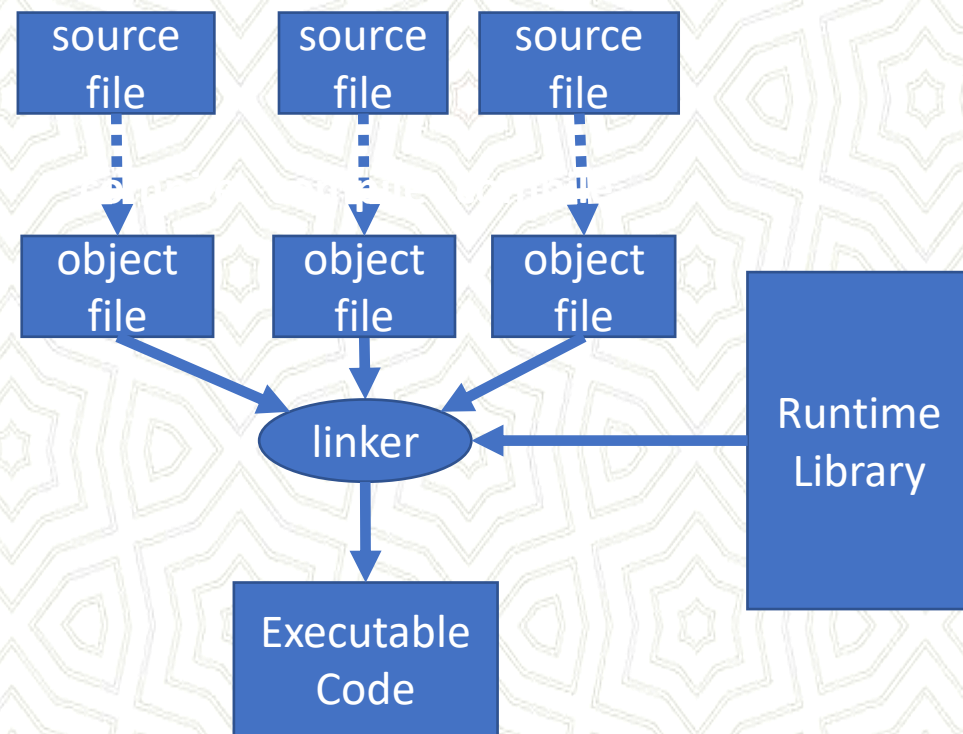 source
file
source
file
source
file
object
file
object
file
object
file
linker
Runtime
Library
Executable
Code